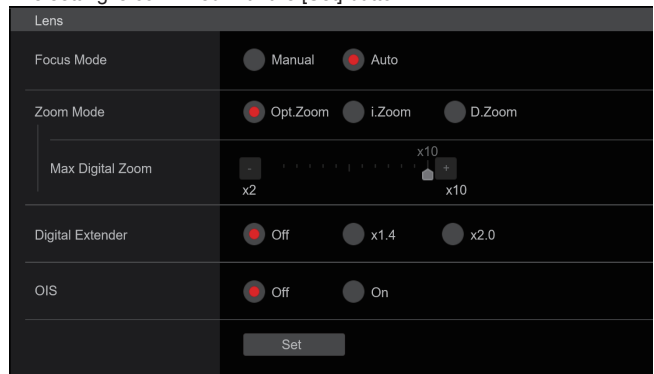 Lens
Focus Mode Manual Auto
Zoom Mode Opt.Zoom i.Zoom D.Zoom
x10
Max Digital Zoom - +
x2 x10
Digital Extender Off x1.4 x2.0
OIS Off On
Set